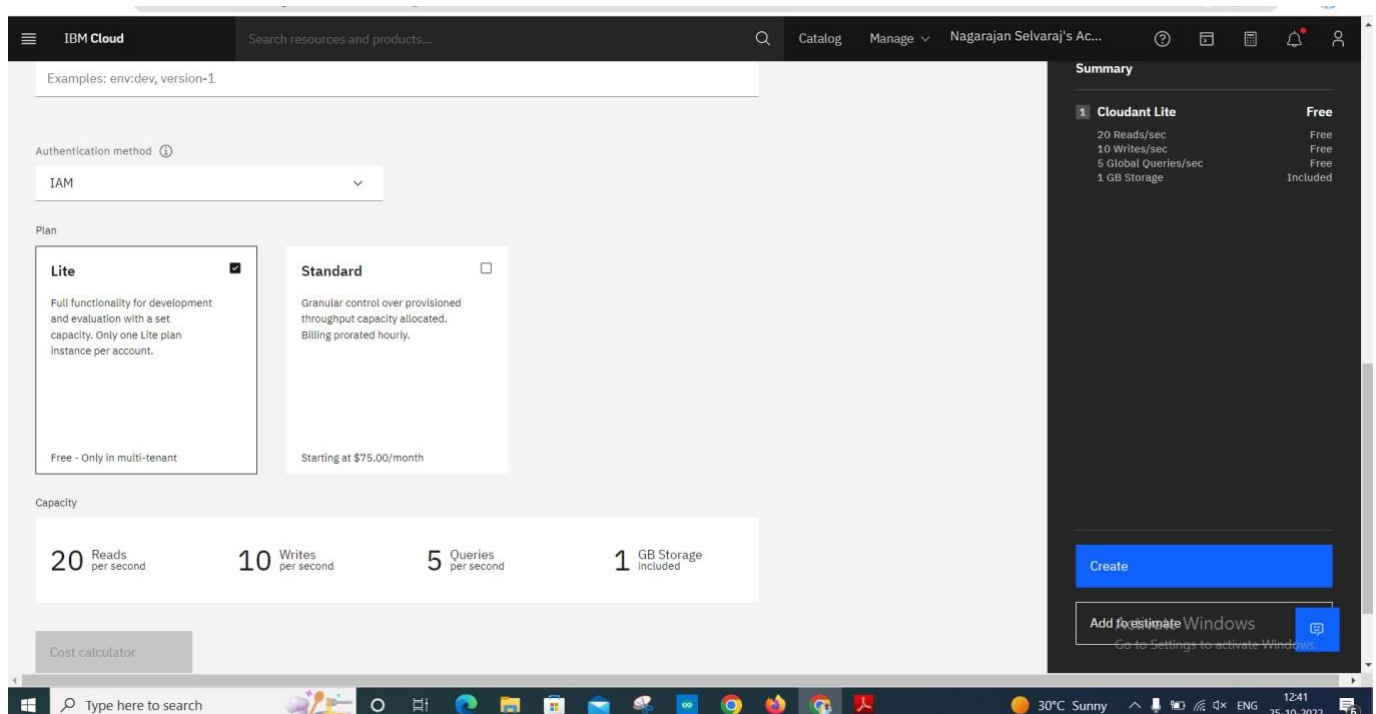 IBM Cloud
Search resources and products...
Catalog
Manage
Nagarajan Selvaraj's Ac...
Examples: env:dev, version-1
Authentication method
IAM
Plan
Lite
Full functionality for development
and evaluation with a set
capacity. Only one Lite plan
instance per account.
Free - Only in multi-tenant
Standard
Granular control over provisioned
throughput capacity allocated.
Billing prorated hourly.
Starting at $75.00/month
Capacity
20 Reads per second
10 Writes per second
5 Queries per second
1 GB Storage included
Cost calculator
Summary
1 Cloudant Lite Free
20 Reads/sec Free
10 Writes/sec Free
5 Global Queries/sec Free
1 GB Storage Included
Create
Add to estimate
Activate Windows
Go to Settings to activate Windows.
Type here to search
30°C Sunny
ENG
12:41
25-10-2022
6